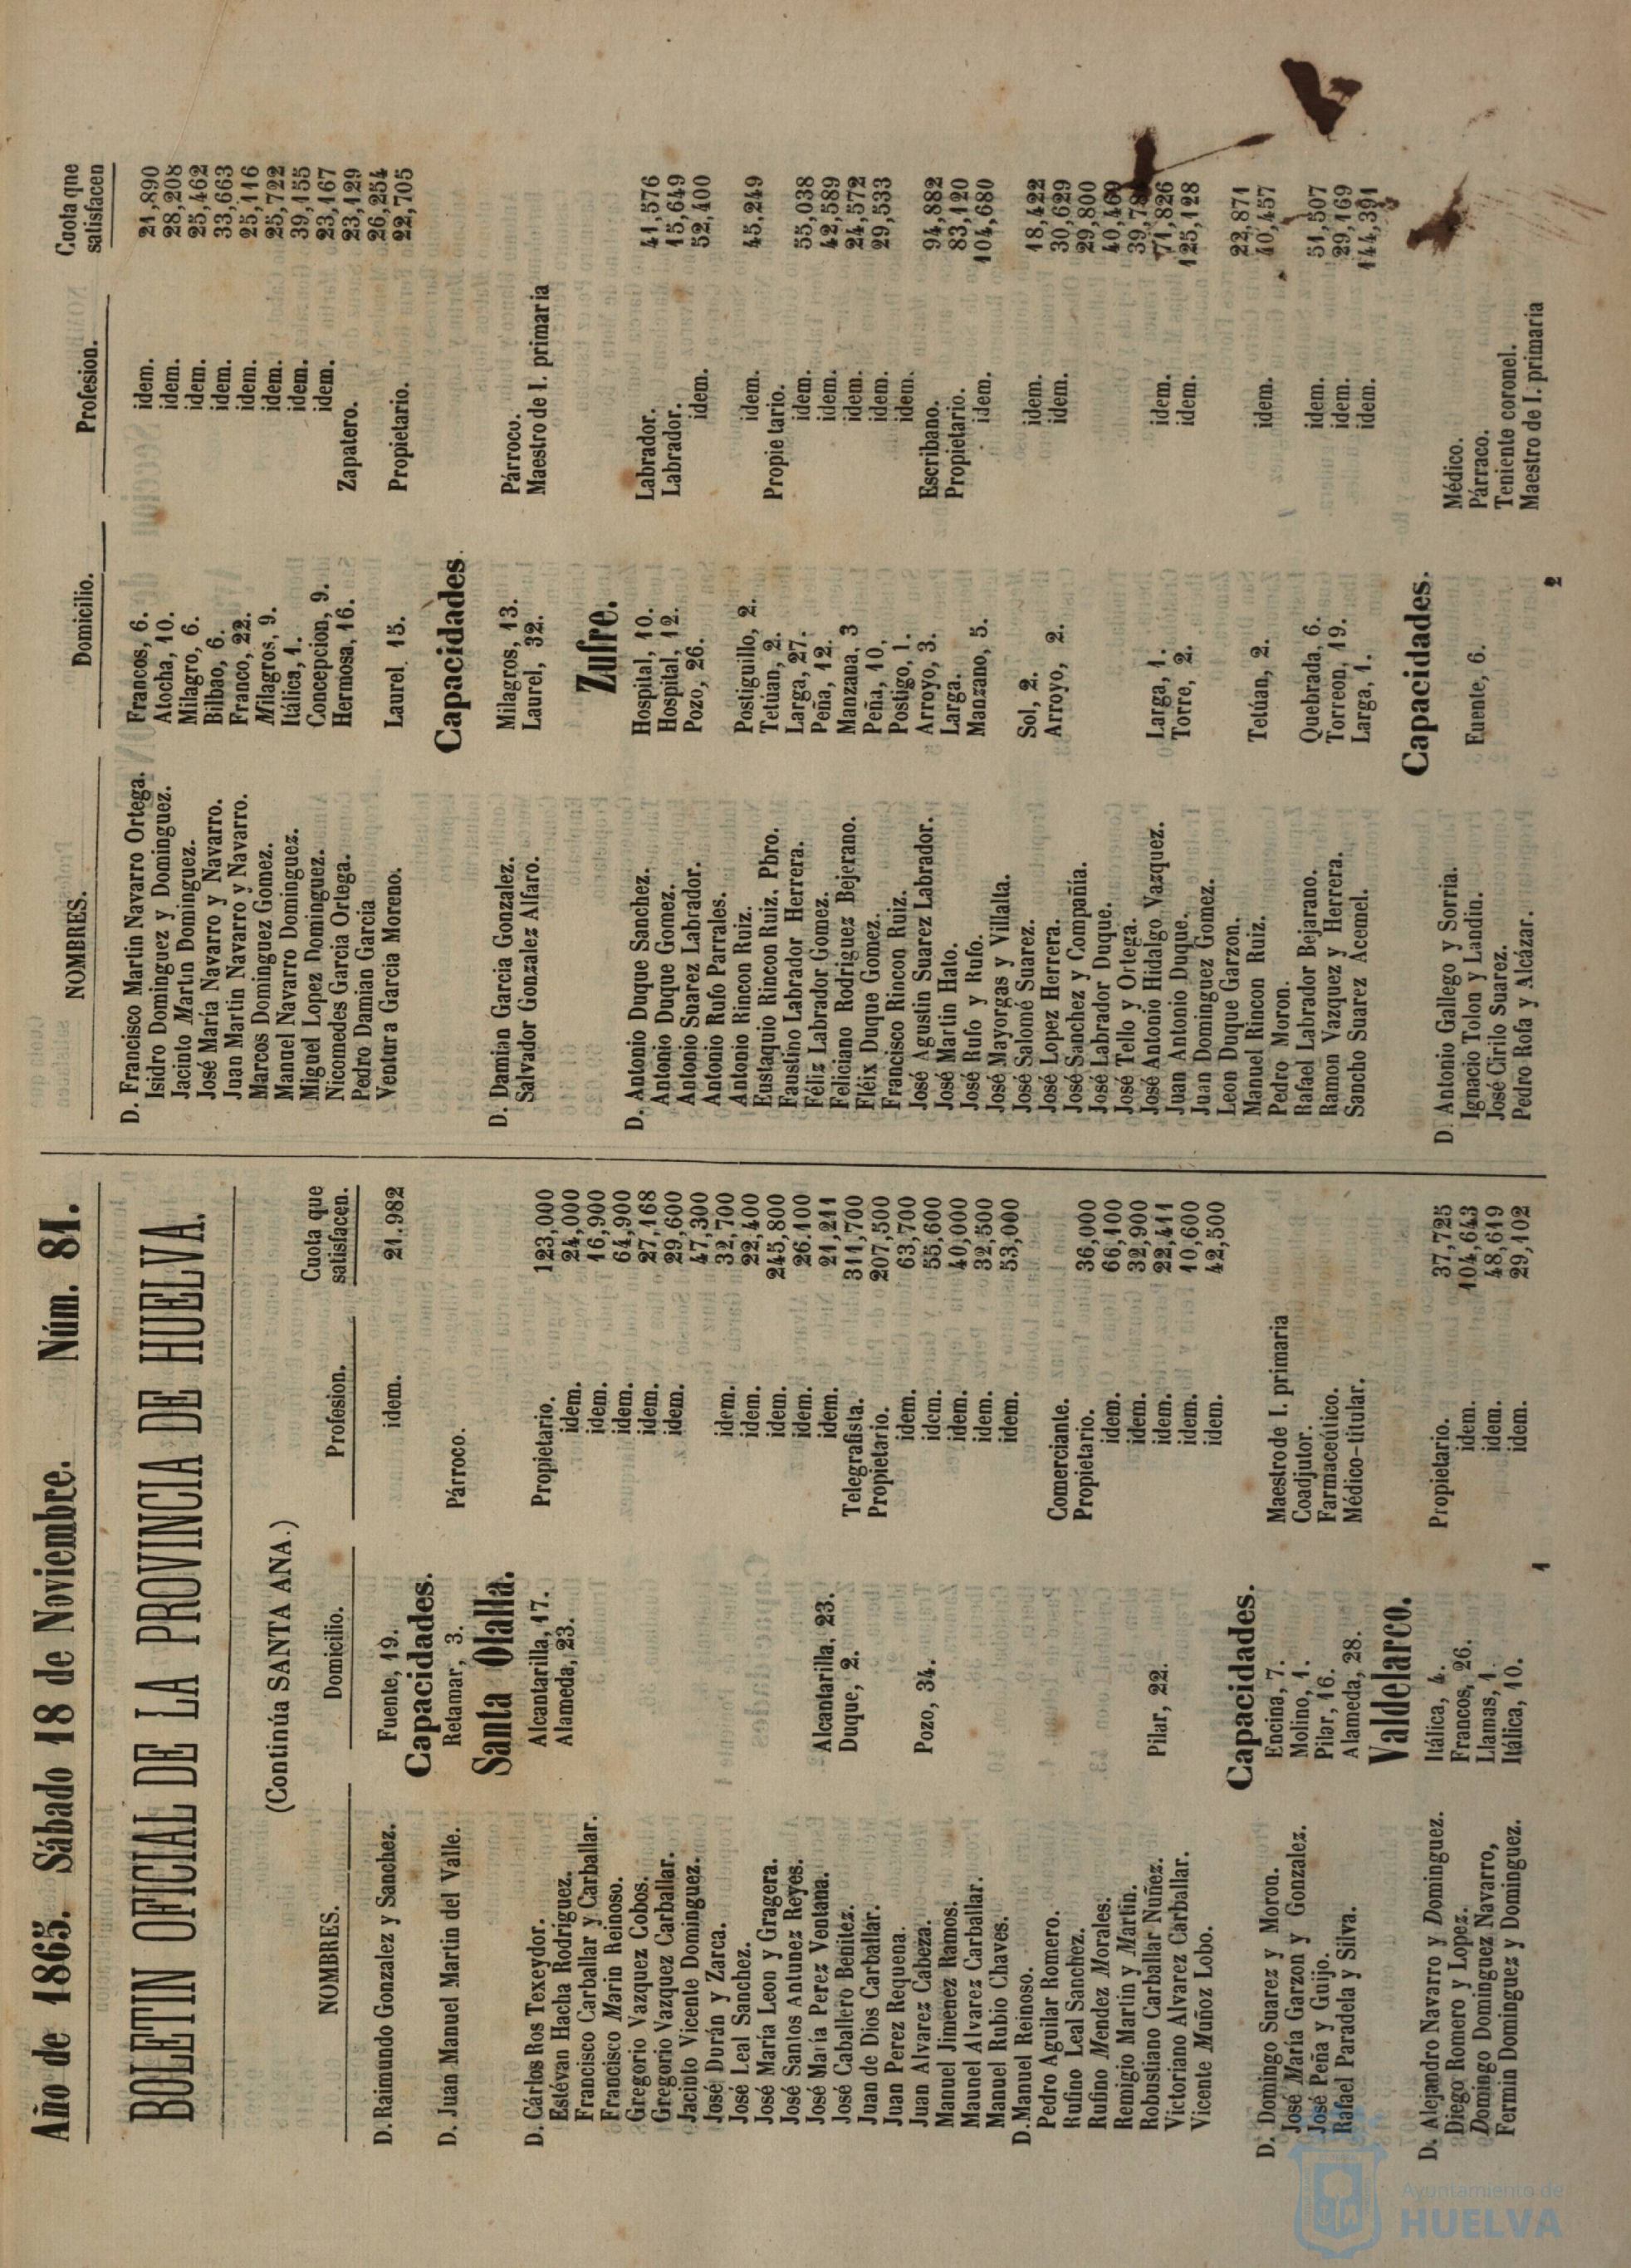 Año de 1865. Sábado 18 de Noviembre. Núm. 81.
BOLETIN OFICIAL DE LA PROVINCIA DE HUELVA.
(Continúa SANTA ANA.)
NOMBRES. Domicilio. Profesion. Cuota que satisfacen.
D. Raimundo Gonzalez y Sanchez. Fuente, 19. idem. 21.982
Capacidades.
D. Juan Manuel Martin del Valle. Retamar, 3. Párroco.
Santa Olalla.
D. Cárlos Ros Texeydor. Alcantarilla, 17. Propietario. 123,000
Estévan Hacha Rodriguez. Alameda, 23. idem. 24,000
Francisco Carballar y Carballar. idem. 16,900
Francisco Marin Reinoso. idem. 64,900
Gregorio Vazquez Cobos. idem. 27,168
Gregorio Vazquez Carballar. idem. 29,600
Jacinto Vicente Dominguez. 47,300
José Durán y Zarca. idem. 32,700
José Leal Sanchez. idem. 22,400
José María Leon y Gragera. idem. 245,800
José Santos Antunez Reyes. idem. 26.100
José María Perez Ventana. Alcantarilla, 23. idem. 21,211
José Caballero Benitez. Duque, 2. Telegrafista. 311,700
Juan de Dios Carballar. Propietario. 207,500
Juan Perez Requena. idem. 63,700
Juan Alvarez Cabeza. Pozo, 34. idem. 55,600
Manuel Jimenez Ramos. idem. 40,000
Maunel Alvarez Carballar. idem. 32,500
Manuel Rubio Chaves. idem. 53,000
D. Manuel Reinoso.
Pedro Aguilar Romero. Comerciante.
Rufino Leal Sanchez. Propietario. 36,000
Rufino Mendez Morales. idem. 66,100
Remigio Martin y Martin. idem. 32,900
Robustiano Carballar Nuñez. Pilar, 22. idem. 22,411
Victoriano Alvarez Carballar. idem. 10,600
Vicente Muñoz Lobo. idem. 42,500
Capacidades.
D. Domingo Suarez y Moron. Encina, 7. Maestro de I. primaria
José María Garzon y Gonzalez. Molino, 1. Coadjutor.
José Peña y Guijo. Pilar, 16. Farmaceútico.
Rafael Paradela y Silva. Alameda, 28. Médico-titular.
Valdelarco.
D. Alejandro Navarro y Dominguez. Itálica, 4. Propietario. 37,725
Diego Romero y Lopez. Francos, 26. idem. 104,643
Domingo Dominguez Navarro, Llamas, 1 idem. 48,619
Fermin Dominguez y Dominguez. Itálica, 10. idem. 29,102
1
NOMBRES. Domicilio. Profesion. Cuota qne satisfacen
D. Francisco Martin Navarro Ortega. Francos, 6. idem. 21,890
Isidro Dominguez y Dominguez. Atocha, 10. idem. 28,208
Jacinto Martin Dominguez. Milagro, 6. idem. 25,462
José María Navarro y Navarro. Bilbao, 6. idem. 33,663
Juan Martin Navarro y Navarro. Franco, 22. idem. 25,116
Marcos Dominguez Gomez. Milagros, 9. idem. 25,722
Manuel Navarro Dominguez. Itálica, 1. idem. 39,155
Miguel Lopez Dominguez. Concepcion, 9. idem. 23,167
Nicomedes Garcia Ortega. Hermosa, 16. Zapatero. 23,129
Pedro Damian Garcia 26,254
Ventura Garcia Moreno. Laurel 15. Propietario. 22,705
Capacidades.
D. Damian Garcia Gonzalez. Milagros, 13. Párroco.
Salvador Gonzalez Alfaro. Laurel, 32. Maestro de I. primaria
Zufre.
D. Antonio Duque Sanchez. Hospital, 10. Labrador. 41,576
Antonio Duque Gomez. Hospital, 12. Labrador. 15,649
Antonio Suarez Labrador. Pozo, 26. idem. 52,400
Antonio Rufo Parrales.
Antonio Rincon Ruiz. Postiguillo, 2. idem. 45,249
Eustaquio Rincon Ruiz. Pbro. Tetúan, 2. Propie tario.
Faustino Labrador Herrera. Larga, 27. idem. 55,038
Féliz Labrador Gomez. Peña, 12. idem. 42,589
Feliciano Rodriguez Bejerano. Manzana, 3 idem. 24,572
Fléix Duque Gomez. Peña, 10, idem. 29,533
Francisco Rincon Ruiz. Postigo, 1. idem.
José Agustin Suarez Labrador. Arroyo, 3. Escribano. 94,882
José Martin Hato. Larga. Propietario. 83,120
José Rufo y Rufo. Manzano, 5. idem. 104,680
José Mayorgas y Villalta.
José Salomé Suarez. Sol, 2. idem. 18,422
José Lopez Herrera. Arroyo, 2. idem. 30,629
José Sanchez y Compañia. 29,800
José Labrador Duque. 40,469
José Tello y Ortega.
José Antonio Hidalgo Vazquez. Larga, 1. idem. 71,826
Juan Antonio Duque. Torre, 2. idem. 125,128
Juan Dominguez Gomez.
Leon Duque Garzon. 22,871
Manuel Rincon Ruiz. Tetúan, 2. idem. 40,457
Pedro Moron.
Rafael Labrador Bejarano. Quebrada, 6. idem. 51,507
Ramon Vazquez y Herrera. Torreon, 19. idem. 29,169
Sancho Suarez Acemel. Larga, 1. idem. 144,391
Capacidades.
D. Antonio Gallego y Sorria. Médico.
Ignacio Tolon y Landin. Euente, 6. Párraco.
José Cirilo Suarez. Teniente coronel.
Pedro Rofa y Alcázar. Maestro de I. primaria
2
Ayuntamiento de
HUELVA